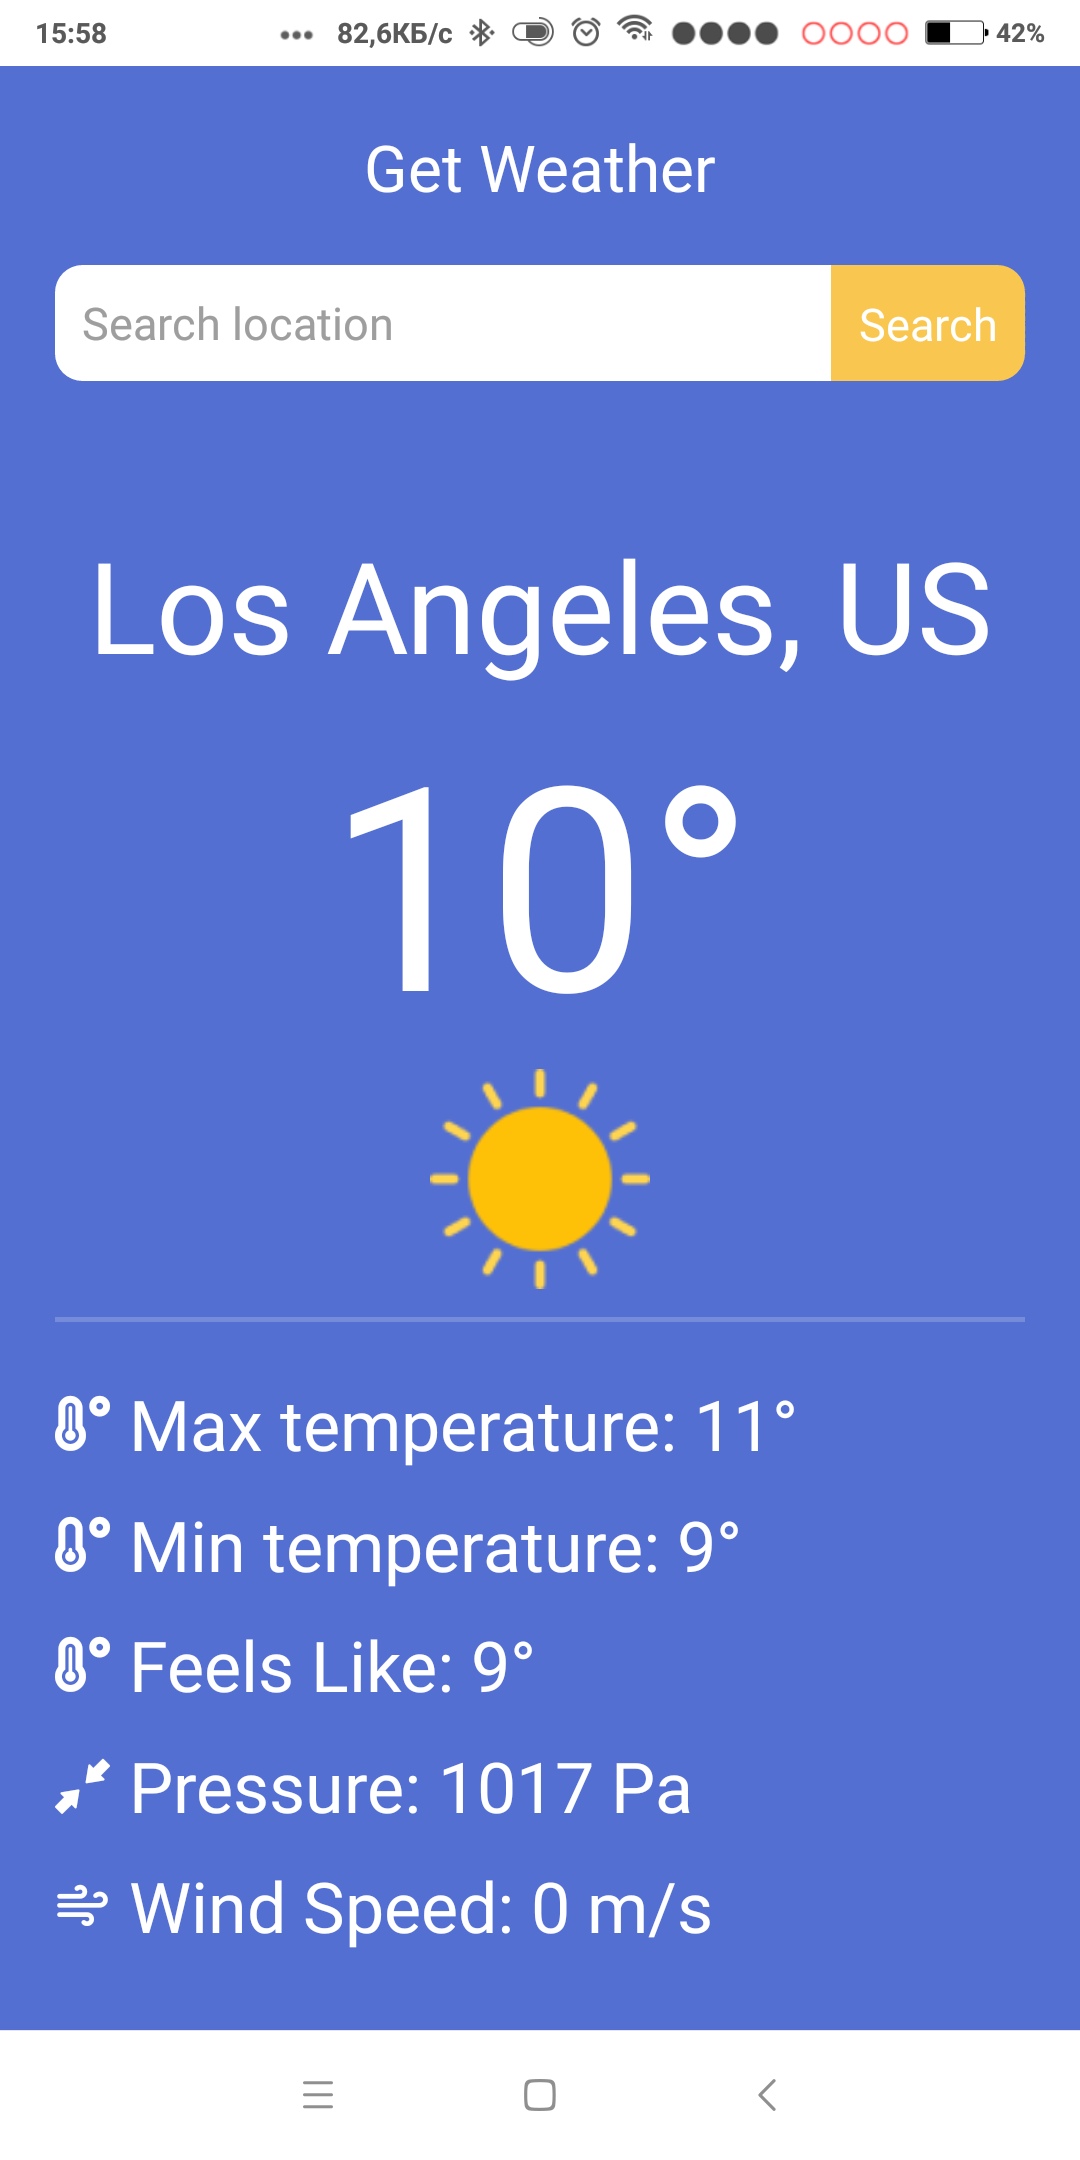 15:58 ••• 82,6КБ/с 42%
Get Weather
Search location Search
Los Angeles, US
10°
Max temperature: 11°
Min temperature: 9°
Feels Like: 9°
Pressure: 1017 Pa
Wind Speed: 0 m/s